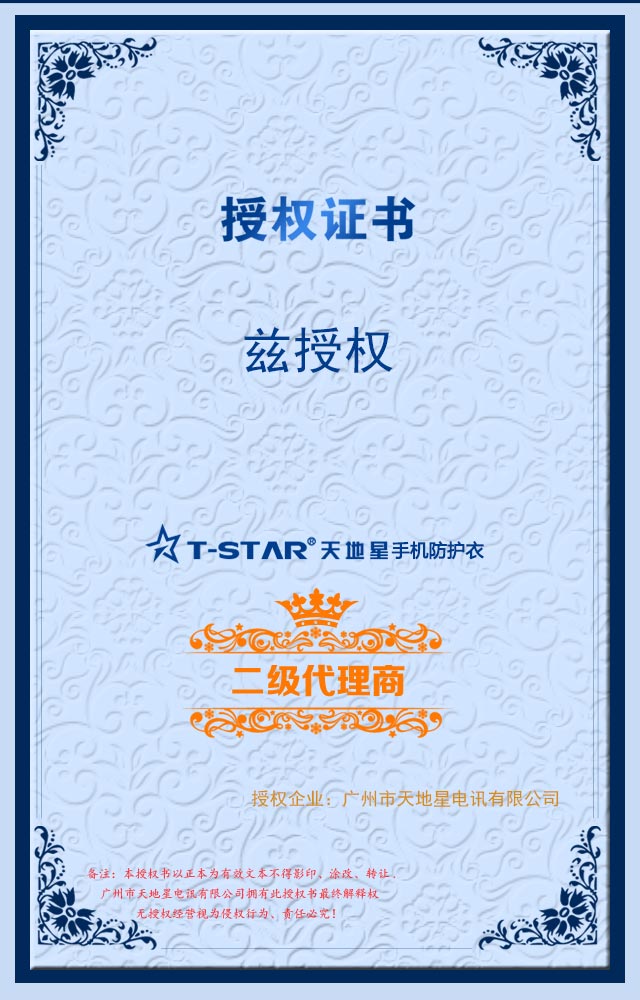 授权证书
兹授权
T-STAR® 天地星手机防护衣
二级代理商
授权企业：广州市天地星电讯有限公司
备注：本授权书以正本为有效文本不得影印、涂改、转让.
广州市天地星电讯有限公司拥有此授权书最终解释权
无授权经营视为侵权行为、责任必究！